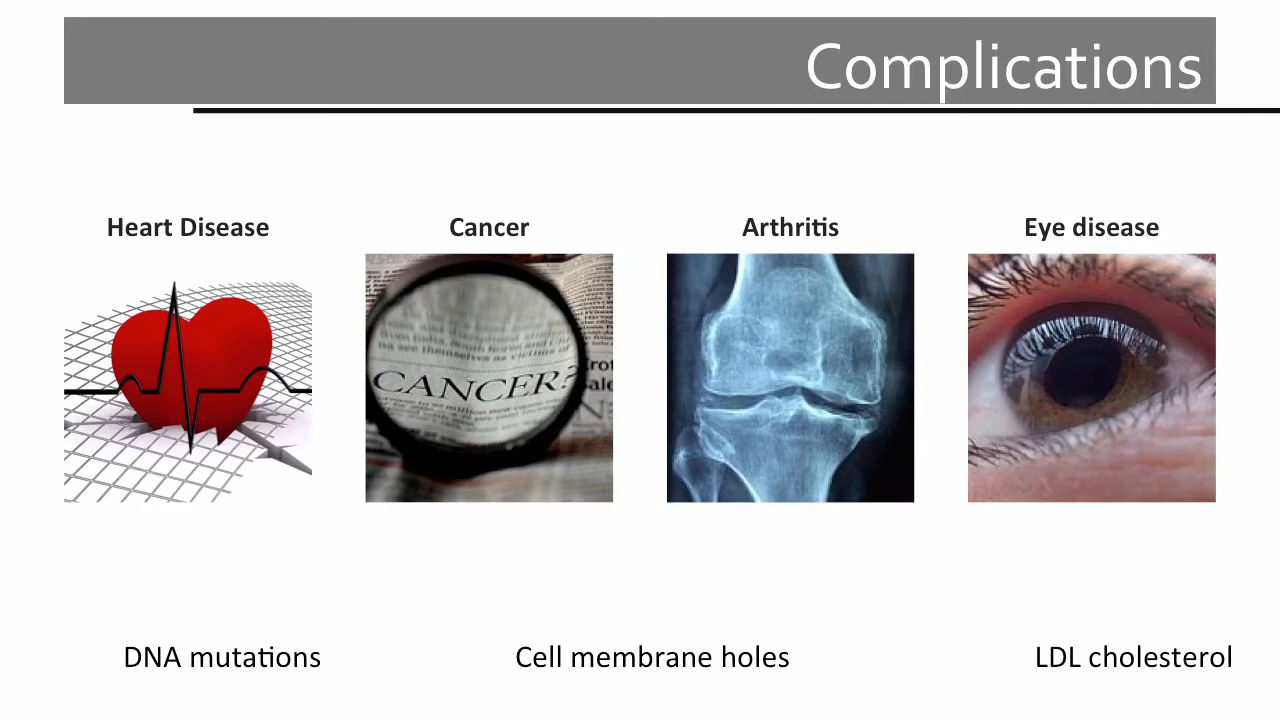 Complications
Heart Disease
Cancer
Arthritis
Eye disease
CANCER?
DNA mutations
Cell membrane holes
LDL cholesterol